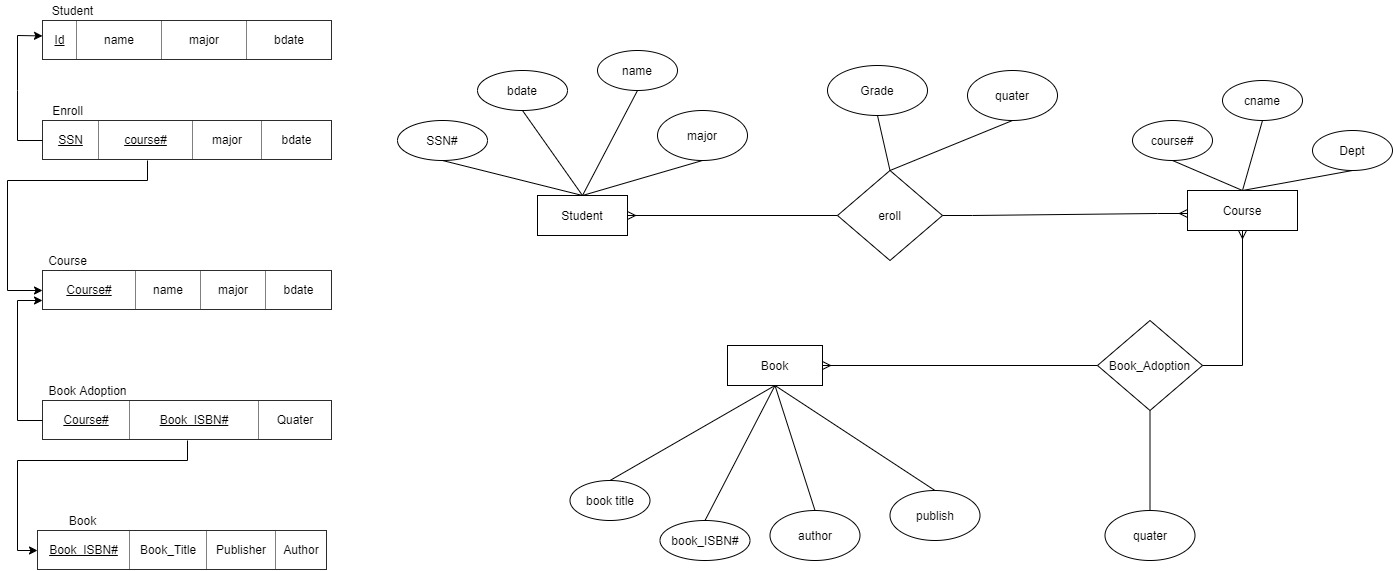 Student
Id name major bdate
Enroll
SSN course# major bdate
Course
Course# name major bdate
Book Adoption
Course# Book_ISBN# Quater
Book
Book_ISBN# Book_Title Publisher Author
name
bdate
SSN#
major
Student
Grade
quater
eroll
cname
course#
Dept
Course
Book
Book_Adoption
book title
book_ISBN#
author
publish
quater